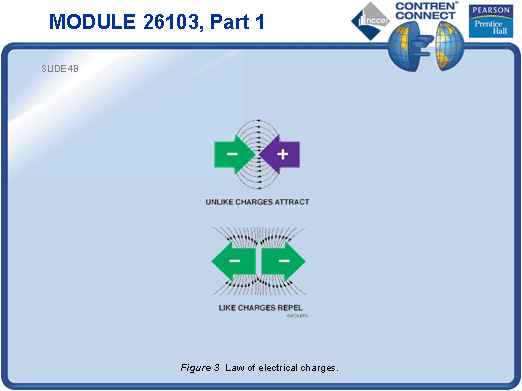 MODULE 26103, Part 1
nccer
CONTREN®
CONNECT
PEARSON
Prentice
Hall
SLIDE 4B
−
+
UNLIKE CHARGES ATTRACT
−
−
LIKE CHARGES REPEL
Figure 3 Law of electrical charges.